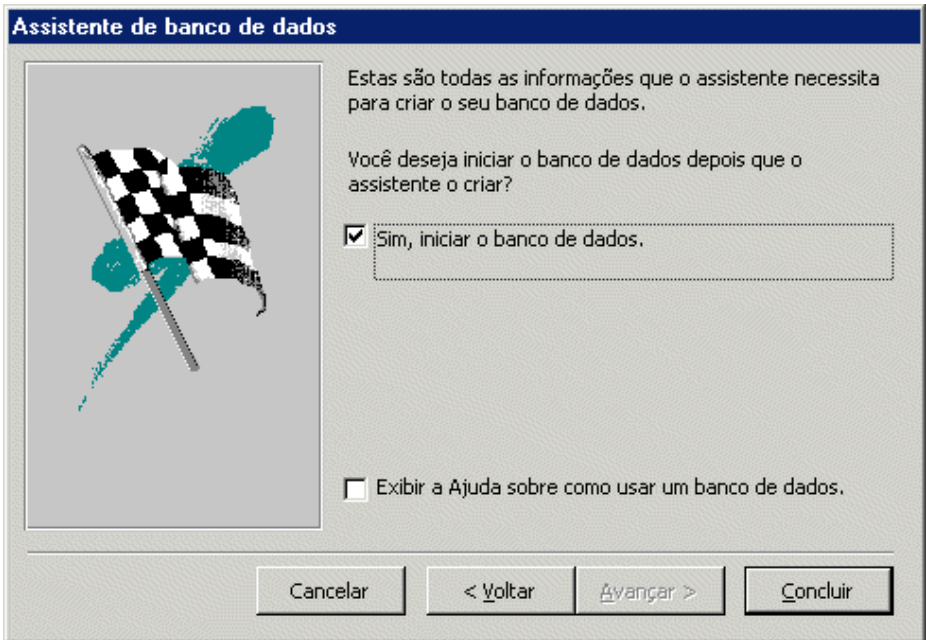 Assistente de banco de dados
Estas são todas as informações que o assistente necessita
para criar o seu banco de dados.
Você deseja iniciar o banco de dados depois que o
assistente o criar?
Sim, iniciar o banco de dados.
Exibir a Ajuda sobre como usar um banco de dados.
Cancelar
< Voltar
Avançar >
Concluir